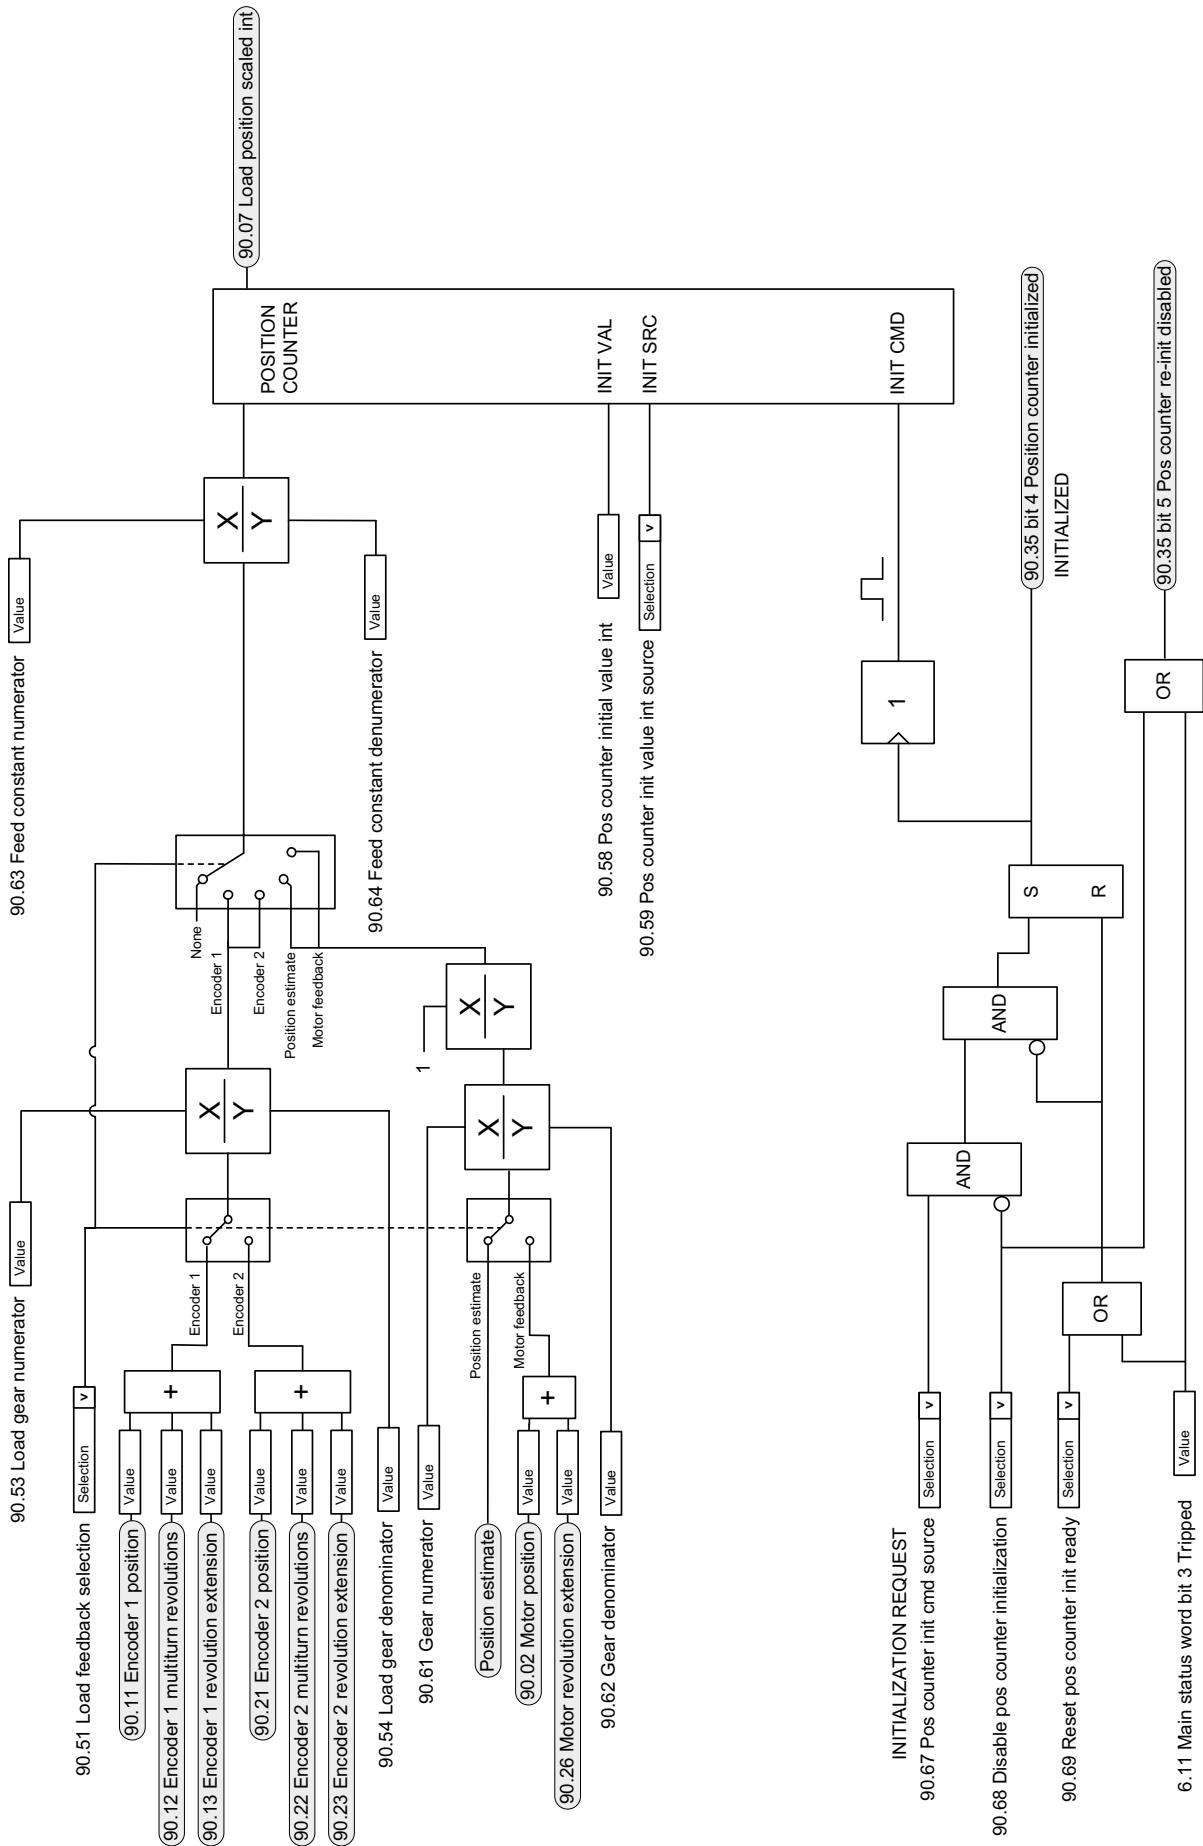 90.53 Load gear numerator
Value
90.63 Feed constant numerator
Value
90.51 Load feedback selection
Selection
v
90.11 Encoder 1 position
Value
90.12 Encoder 1 multiturn revolutions
Value
90.13 Encoder 1 revolution extension
Value
+
Encoder 1
90.21 Encoder 2 position
Value
90.22 Encoder 2 multiturn revolutions
Value
90.23 Encoder 2 revolution extension
Value
+
Encoder 2
X
Y
None
Encoder 1
Encoder 2
Position estimate
Motor feedback
X
Y
POSITION
COUNTER
90.07 Load position scaled int
90.54 Load gear denominator
Value
90.64 Feed constant denumerator
Value
90.61 Gear numerator
Value
Position estimate
Position estimate
90.02 Motor position
Value
90.26 Motor revolution extension
Value
+
Motor feedback
X
Y
1
X
Y
90.62 Gear denominator
Value
90.58 Pos counter initial value int
Value
INIT VAL
90.59 Pos counter init value int source
Selection
v
INIT SRC
INITIALIZATION REQUEST
90.67 Pos counter init cmd source
Selection
v
AND
AND
1
INIT CMD
90.68 Disable pos counter initialization
Selection
v
S
R
90.35 bit 4 Position counter initialized
INITIALIZED
90.69 Reset pos counter init ready
Selection
v
OR
6.11 Main status word bit 3 Tripped
Value
OR
90.35 bit 5 Pos counter re-init disabled